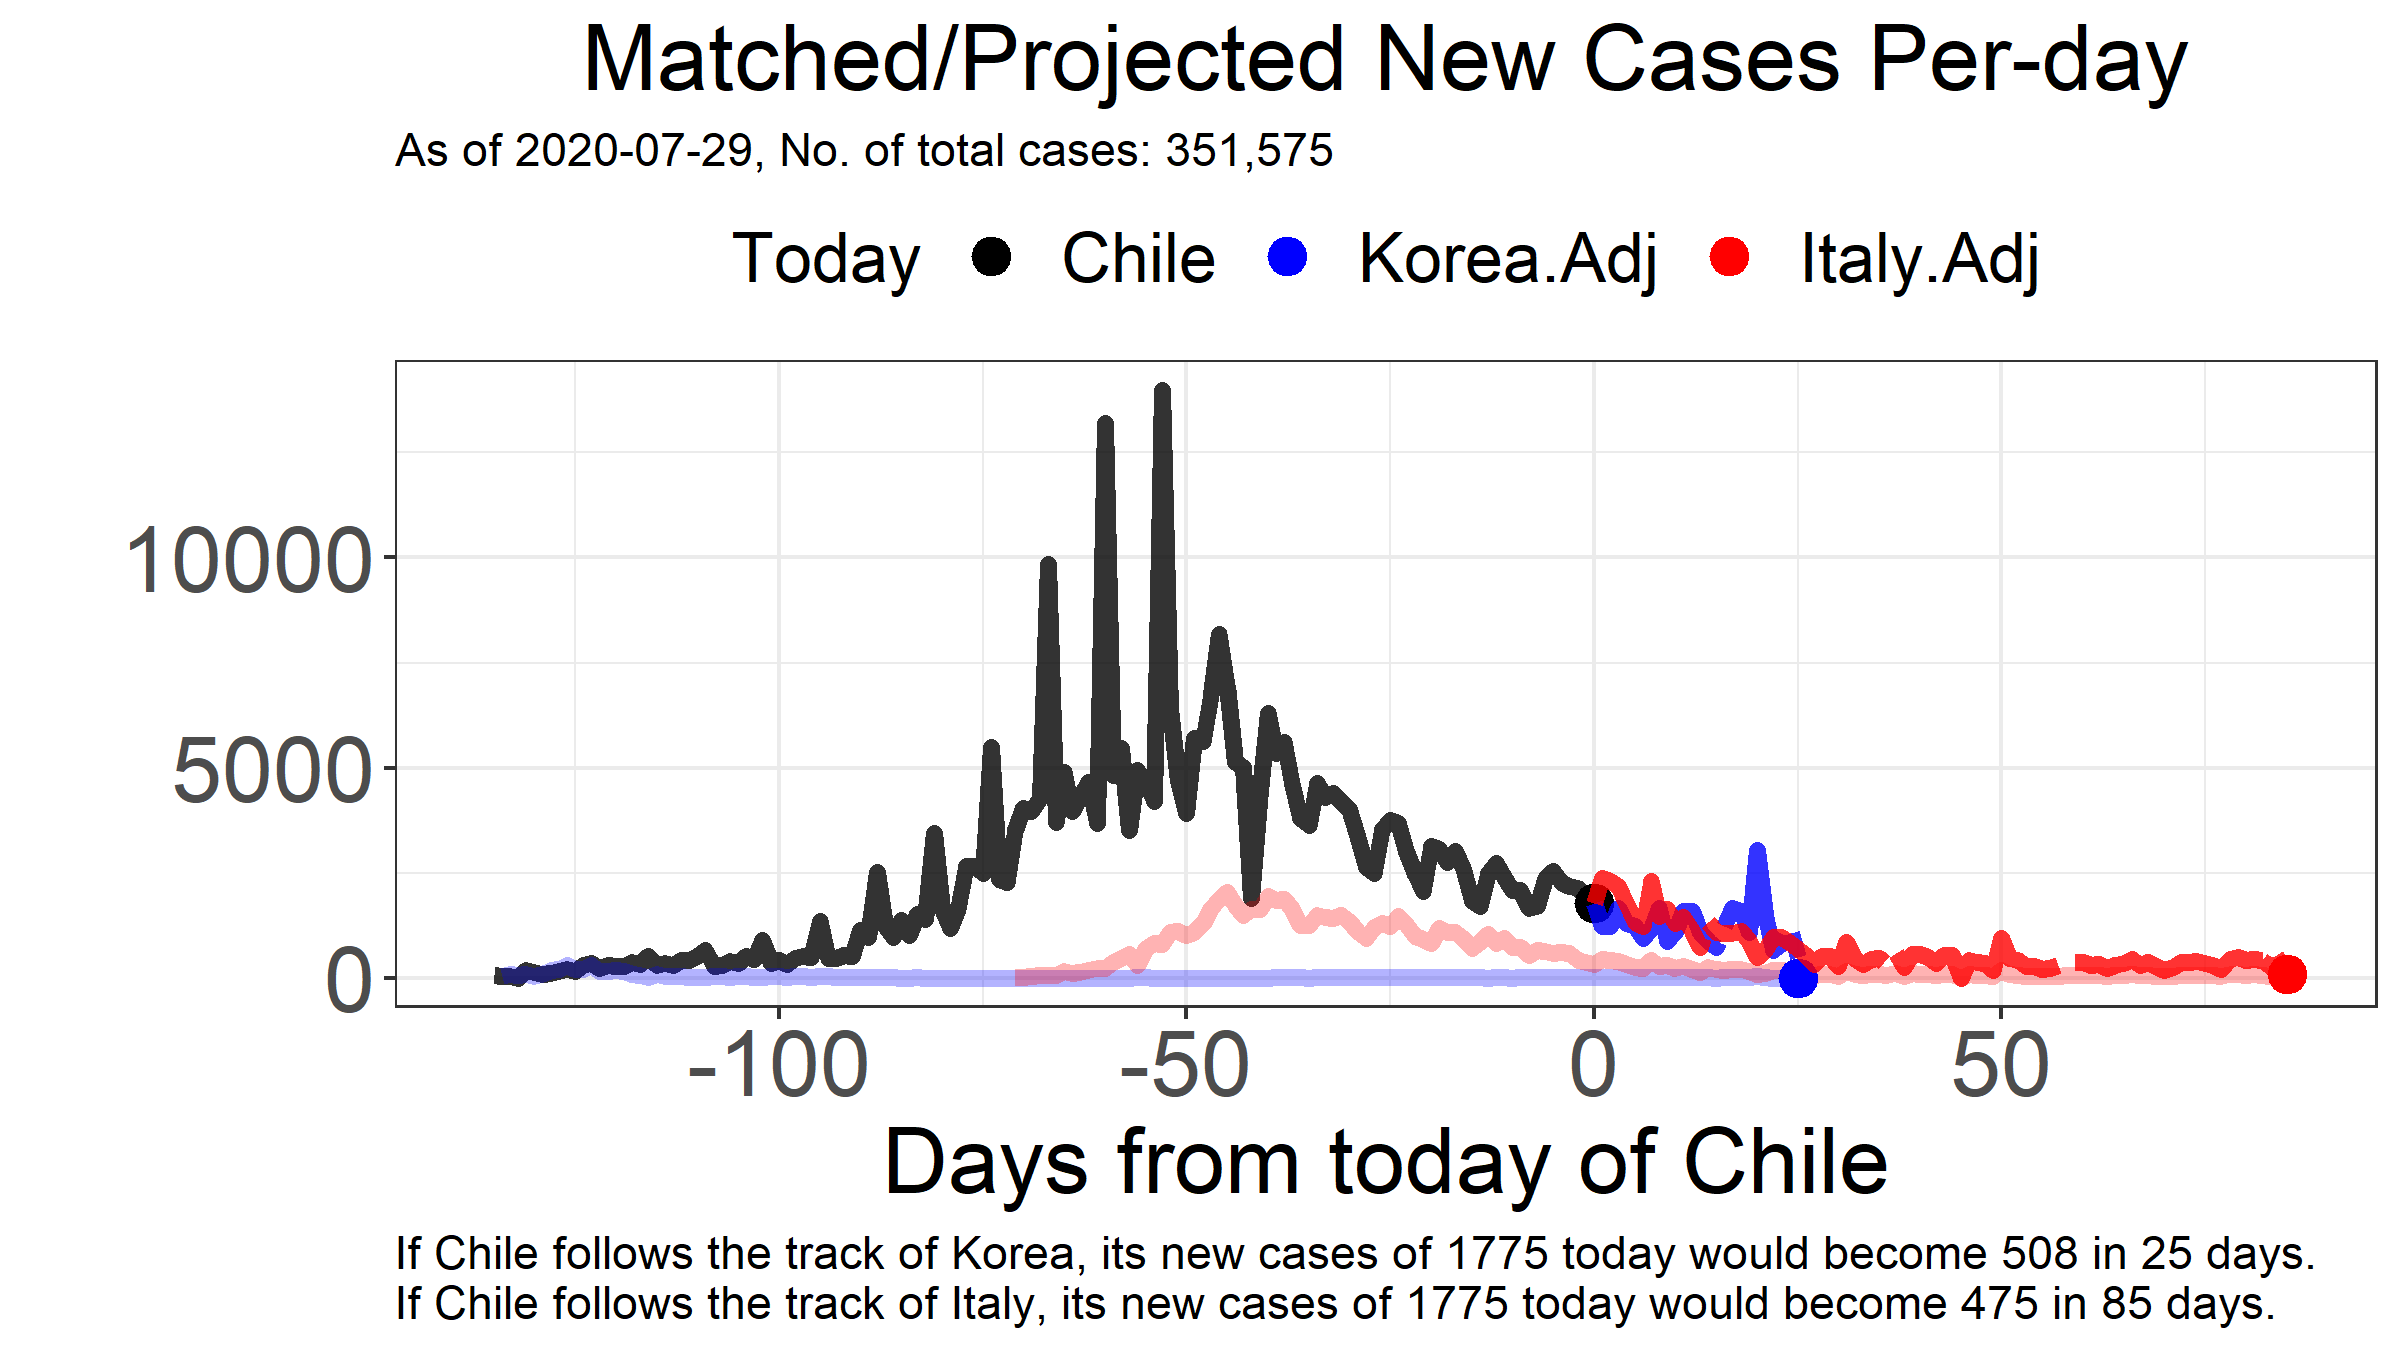 Matched/Projected New Cases Per-day
As of 2020-07-29, No. of total cases: 351,575
Today Chile Korea.Adj Italy.Adj
10000
5000
0
-100 -50 0 50
Days from today of Chile
If Chile follows the track of Korea, its new cases of 1775 today would become 508 in 25 days.
If Chile follows the track of Italy, its new cases of 1775 today would become 475 in 85 days.